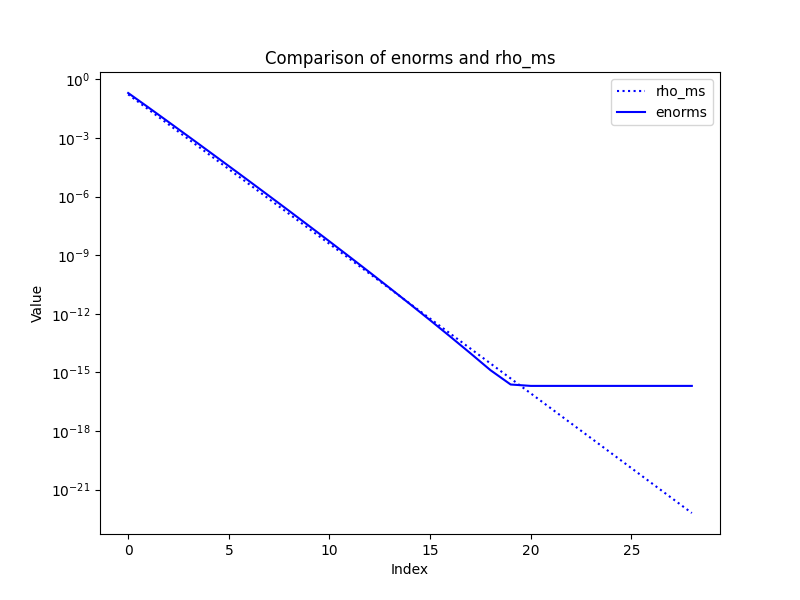 Comparison of enorms and rho_ms
rho_ms
enorms
Value
10^0
10^-3
10^-6
10^-9
10^-12
10^-15
10^-18
10^-21
0 5 10 15 20 25
Index